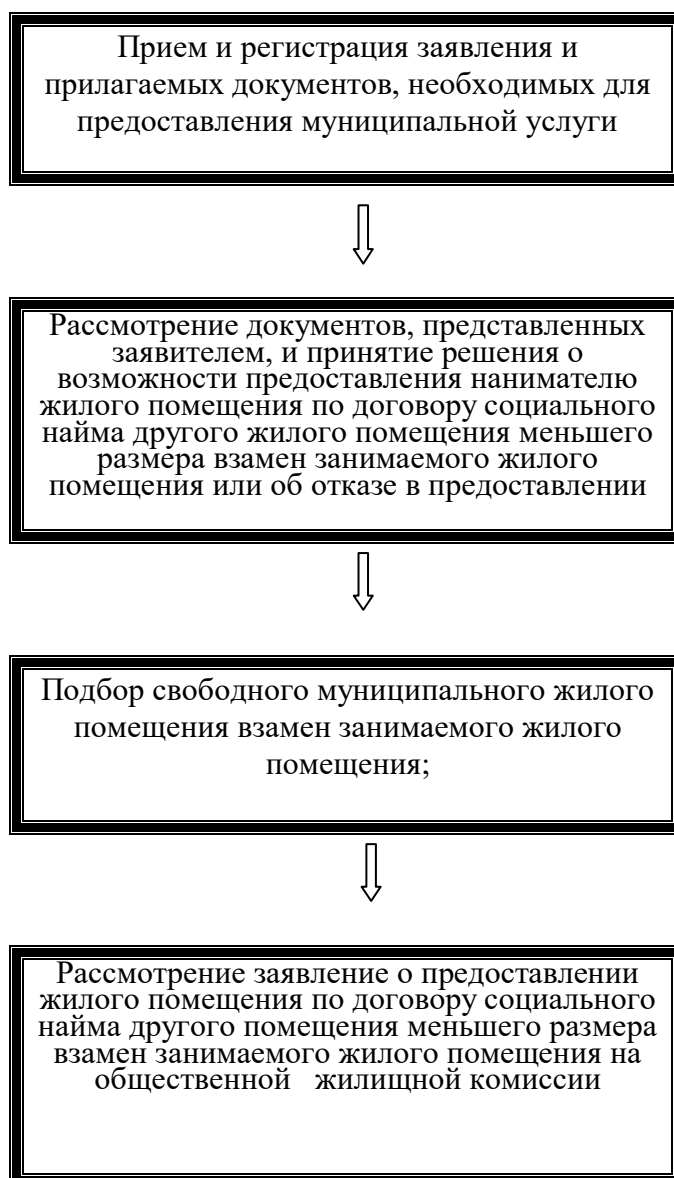 Прием и регистрация заявления и
прилагаемых документов, необходимых для
предоставления муниципальной услуги
Рассмотрение документов, представленных
заявителем, и принятие решения о
возможности предоставления нанимателю
жилого помещения по договору социального
найма другого жилого помещения меньшего
размера взамен занимаемого жилого
помещения или об отказе в предоставлении
Подбор свободного муниципального жилого
помещения взамен занимаемого жилого
помещения;
Рассмотрение заявление о предоставлении
жилого помещения по договору социального
найма другого помещения меньшего размера
взамен занимаемого жилого помещения на
общественной жилищной комиссии